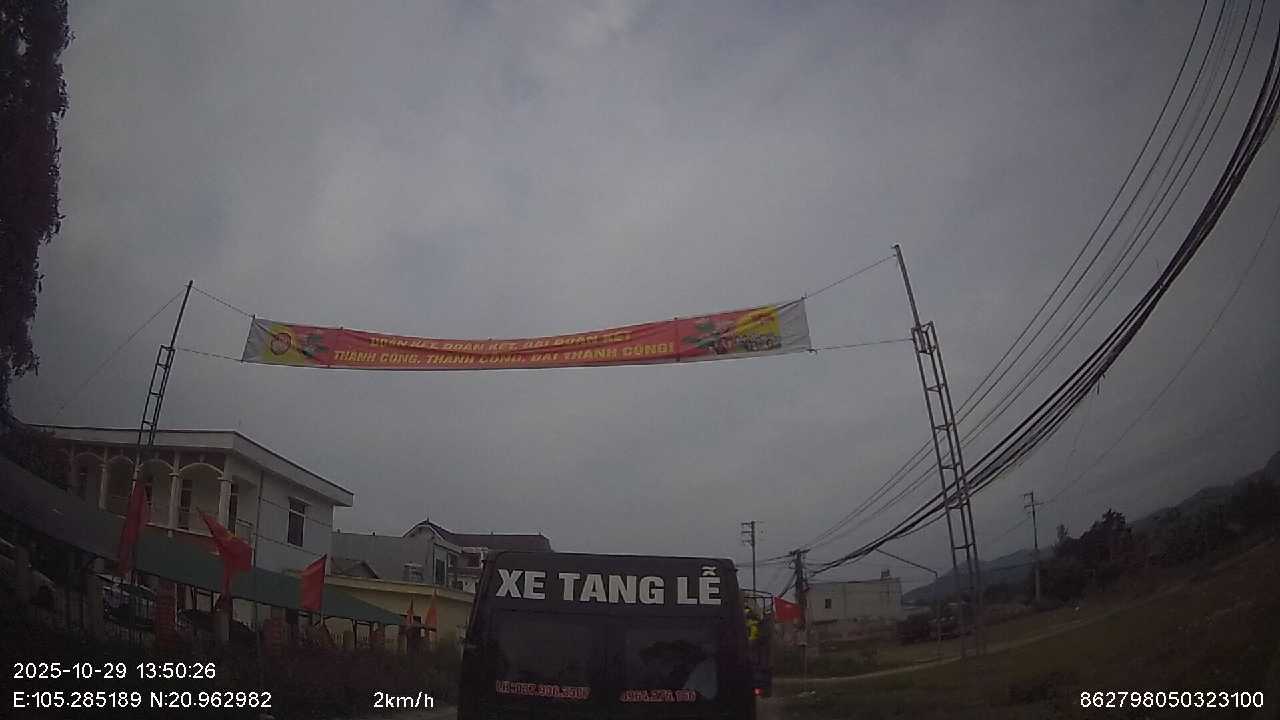 ĐOÀN KẾT, ĐOÀN KẾT, ĐẠI ĐOÀN KẾT
THÀNH CÔNG, THÀNH CÔNG, ĐẠI THÀNH CÔNG!
XE TANG LỄ
2025-10-29 13:50:26
E:105.285189 N:20.962982
2km/h
862798050323100